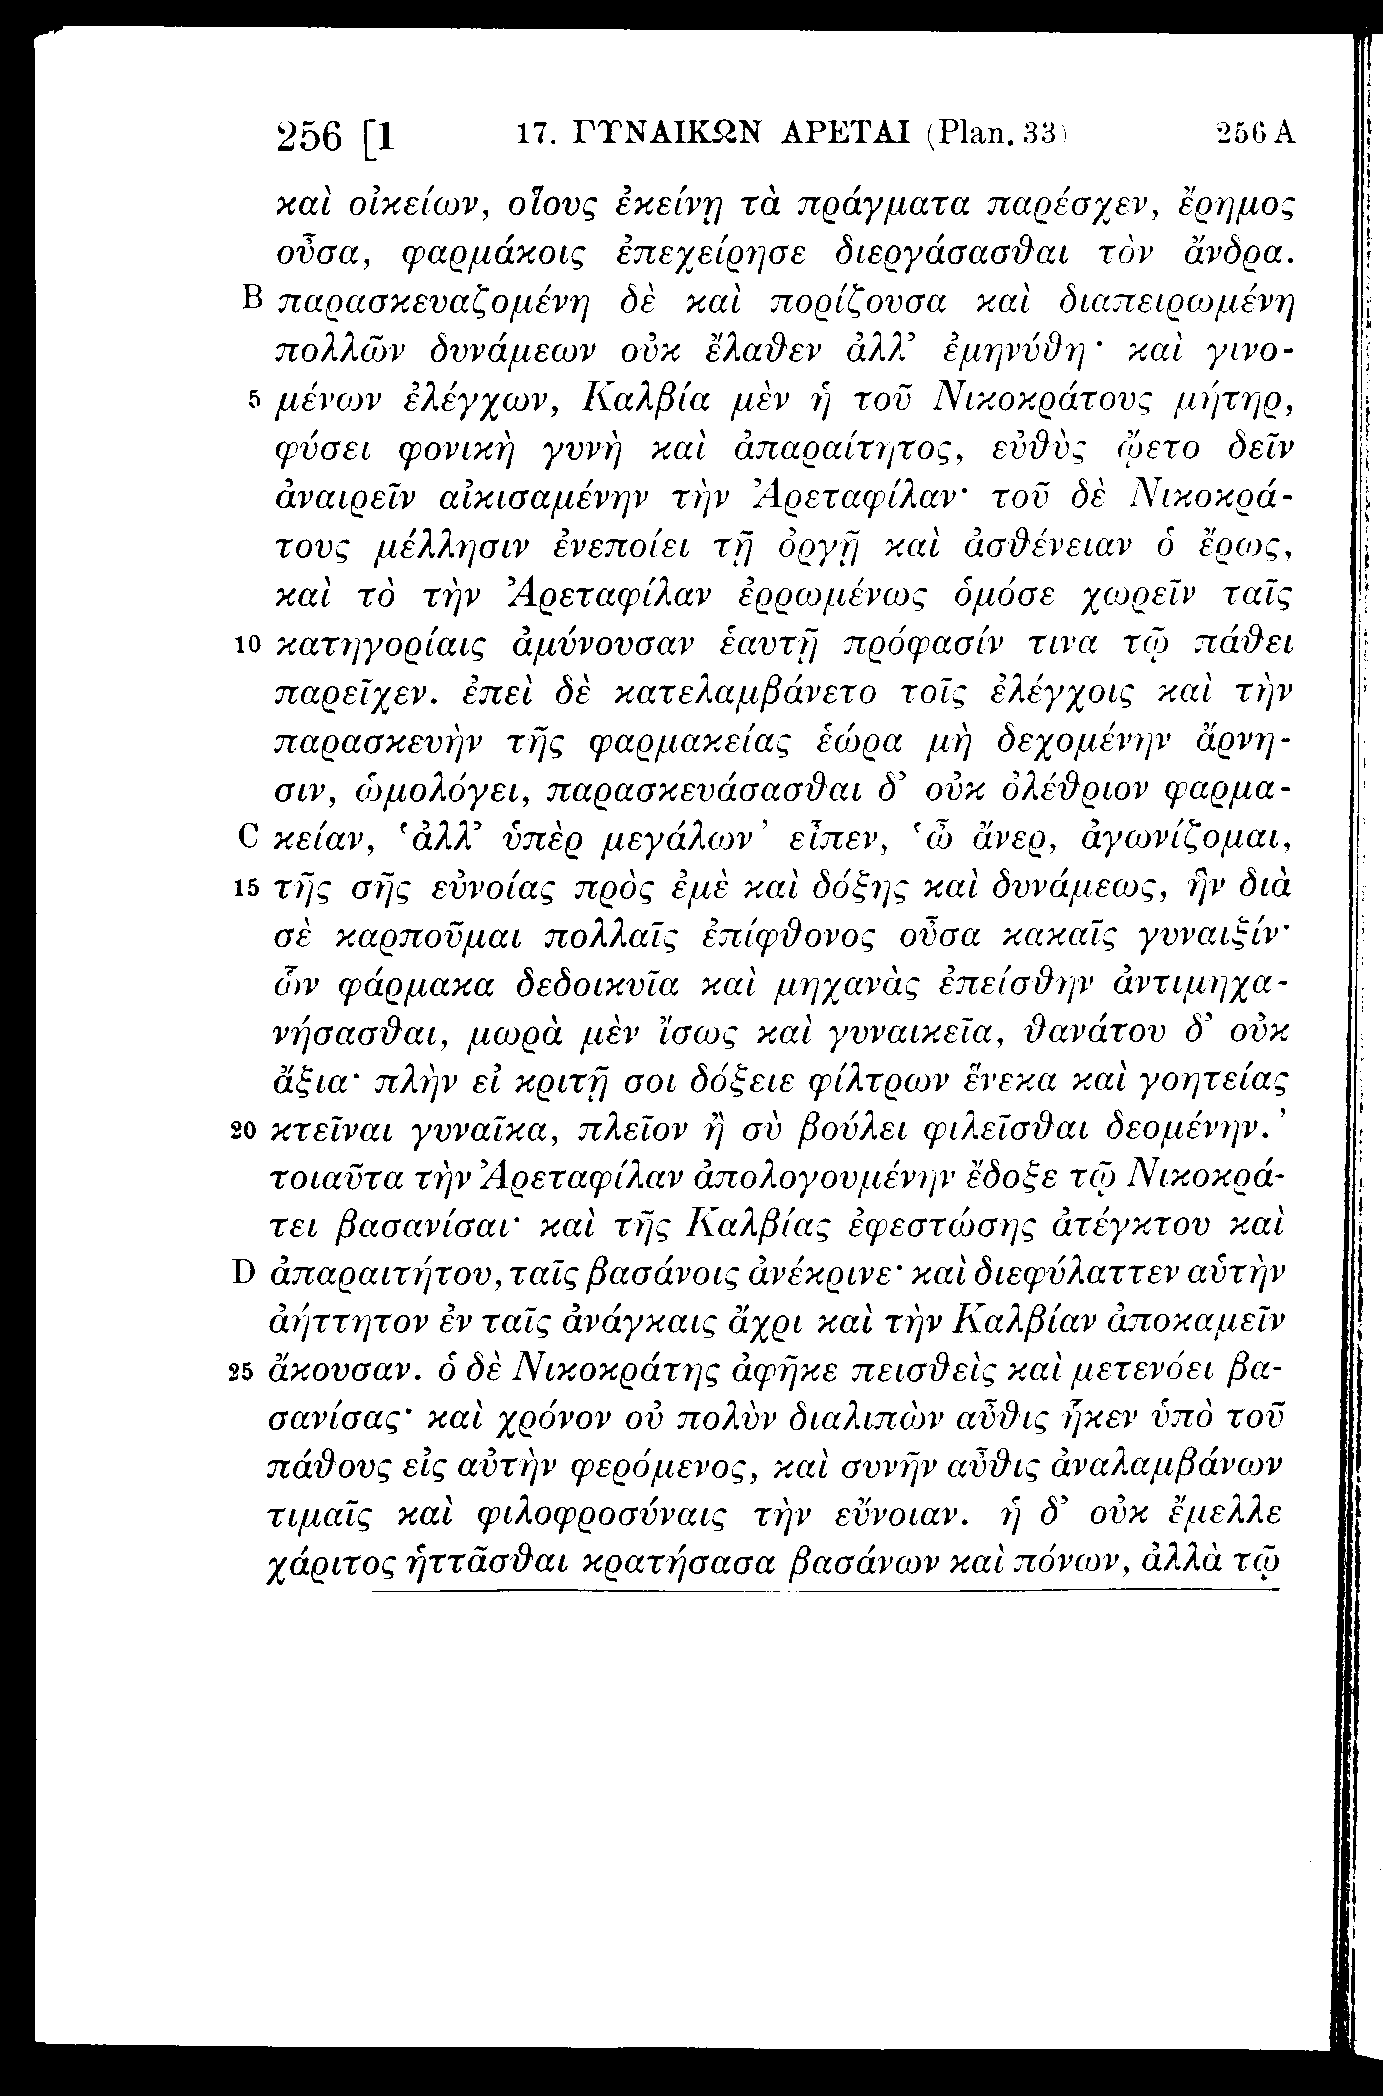 256 [1 17. ΓΥΝΑΙΚΩΝ ΑΡΕΤΑΙ (Plan. 33) 256 A
καὶ οἰκείων, οἵους ἐκείνῃ τὰ πράγματα παρέσχεν, ἔρημος
οὖσα, φαρμάκοις ἐπεχείρησε διεργάσασθαι τὸν ἄνδρα.
B παρασκευαζομένη δὲ καὶ πορίζουσα καὶ διαπειρωμένη
πολλῶν δυνάμεων οὐκ ἔλαθεν ἀλλ’ ἐμηνύθη· καὶ γινο-
5 μένων ἐλέγχων, Καλβία μὲν ἡ τοῦ Νικοκράτους μήτηρ,
φύσει φονικὴ γυνὴ καὶ ἀπαραίτητος, εὐθὺς ᾤετο δεῖν
ἀναιρεῖν αἰκισαμένην τὴν Ἀρεταφίλαν· τοῦ δὲ Νικοκρά-
τους μέλλησιν ἐνεποίει τῇ ὀργῇ καὶ ἀσθένειαν ὁ ἔρως,
καὶ τὸ τὴν Ἀρεταφίλαν ἐρρωμένως ὁμόσε χωρεῖν ταῖς
10 κατηγορίαις ἀμύνουσαν ἑαυτῇ πρόφασίν τινα τῷ πάθει
παρεῖχεν. ἐπεὶ δὲ κατελαμβάνετο τοῖς ἐλέγχοις καὶ τὴν
παρασκευὴν τῆς φαρμακείας ἑώρα μὴ δεχομένην ἄρνη-
σιν, ὡμολόγει, παρασκευάσασθαι δ’ οὐκ ὀλέθριον φαρμα-
C κείαν, ‘ἀλλ’ ὑπὲρ μεγάλων’ εἶπεν, ‘ὦ ἄνερ, ἀγωνίζομαι,
15 τῆς σῆς εὐνοίας πρὸς ἐμὲ καὶ δόξης καὶ δυνάμεως, ἣν διὰ
σὲ καρποῦμαι πολλαῖς ἐπίφθονος οὖσα κακαῖς γυναιξίν·
ὧν φάρμακα δεδοικυῖα καὶ μηχανὰς ἐπείσθην ἀντιμηχα-
νήσασθαι, μωρὰ μὲν ἴσως καὶ γυναικεῖα, θανάτου δ’ οὐκ
ἄξια· πλὴν εἰ κριτῇ σοι δόξειε φίλτρων ἕνεκα καὶ γοητείας
20 κτεῖναι γυναῖκα, πλεῖον ἢ σὺ βούλει φιλεῖσθαι δεομένην.’
τοιαῦτα τὴν Ἀρεταφίλαν ἀπολογουμένην ἔδοξε τῷ Νικοκρά-
τει βασανίσαι· καὶ τῆς Καλβίας ἐφεστώσης ἀτέγκτου καὶ
D ἀπαραιτήτου, ταῖς βασάνοις ἀνέκρινε· καὶ διεφύλαττεν αὑτὴν
ἀήττητον ἐν ταῖς ἀνάγκαις ἄχρι καὶ τὴν Καλβίαν ἀποκαμεῖν
25 ἄκουσαν. ὁ δὲ Νικοκράτης ἀφῆκε πεισθεὶς καὶ μετενόει βα-
σανίσας· καὶ χρόνον οὐ πολὺν διαλιπὼν αὖθις ἧκεν ὑπὸ τοῦ
πάθους εἰς αὐτὴν φερόμενος, καὶ συνῆν αὖθις ἀναλαμβάνων
τιμαῖς καὶ φιλοφροσύναις τὴν εὔνοιαν. ἡ δ’ οὐκ ἔμελλε
χάριτος ἡττᾶσθαι κρατήσασα βασάνων καὶ πόνων, ἀλλὰ τῷ